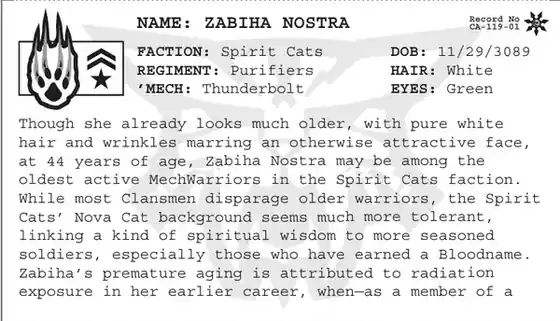 NAME: ZABIHA NOSTRA
Record No
CA-119-01
FACTION: Spirit Cats
DOB: 11/29/3089
REGIMENT: Purifiers
HAIR: White
'MECH: Thunderbolt
EYES: Green
Though she already looks much older, with pure white
hair and wrinkles marring an otherwise attractive face,
at 44 years of age, Zabiha Nostra may be among the
oldest active MechWarriors in the Spirit Cats faction.
While most Clansmen disparage older warriors, the Spirit
Cats' Nova Cat background seems much more tolerant,
linking a kind of spiritual wisdom to more seasoned
soldiers, especially those who have earned a Bloodname.
Zabiha's premature aging is attributed to radiation
exposure in her earlier career, when—as a member of a